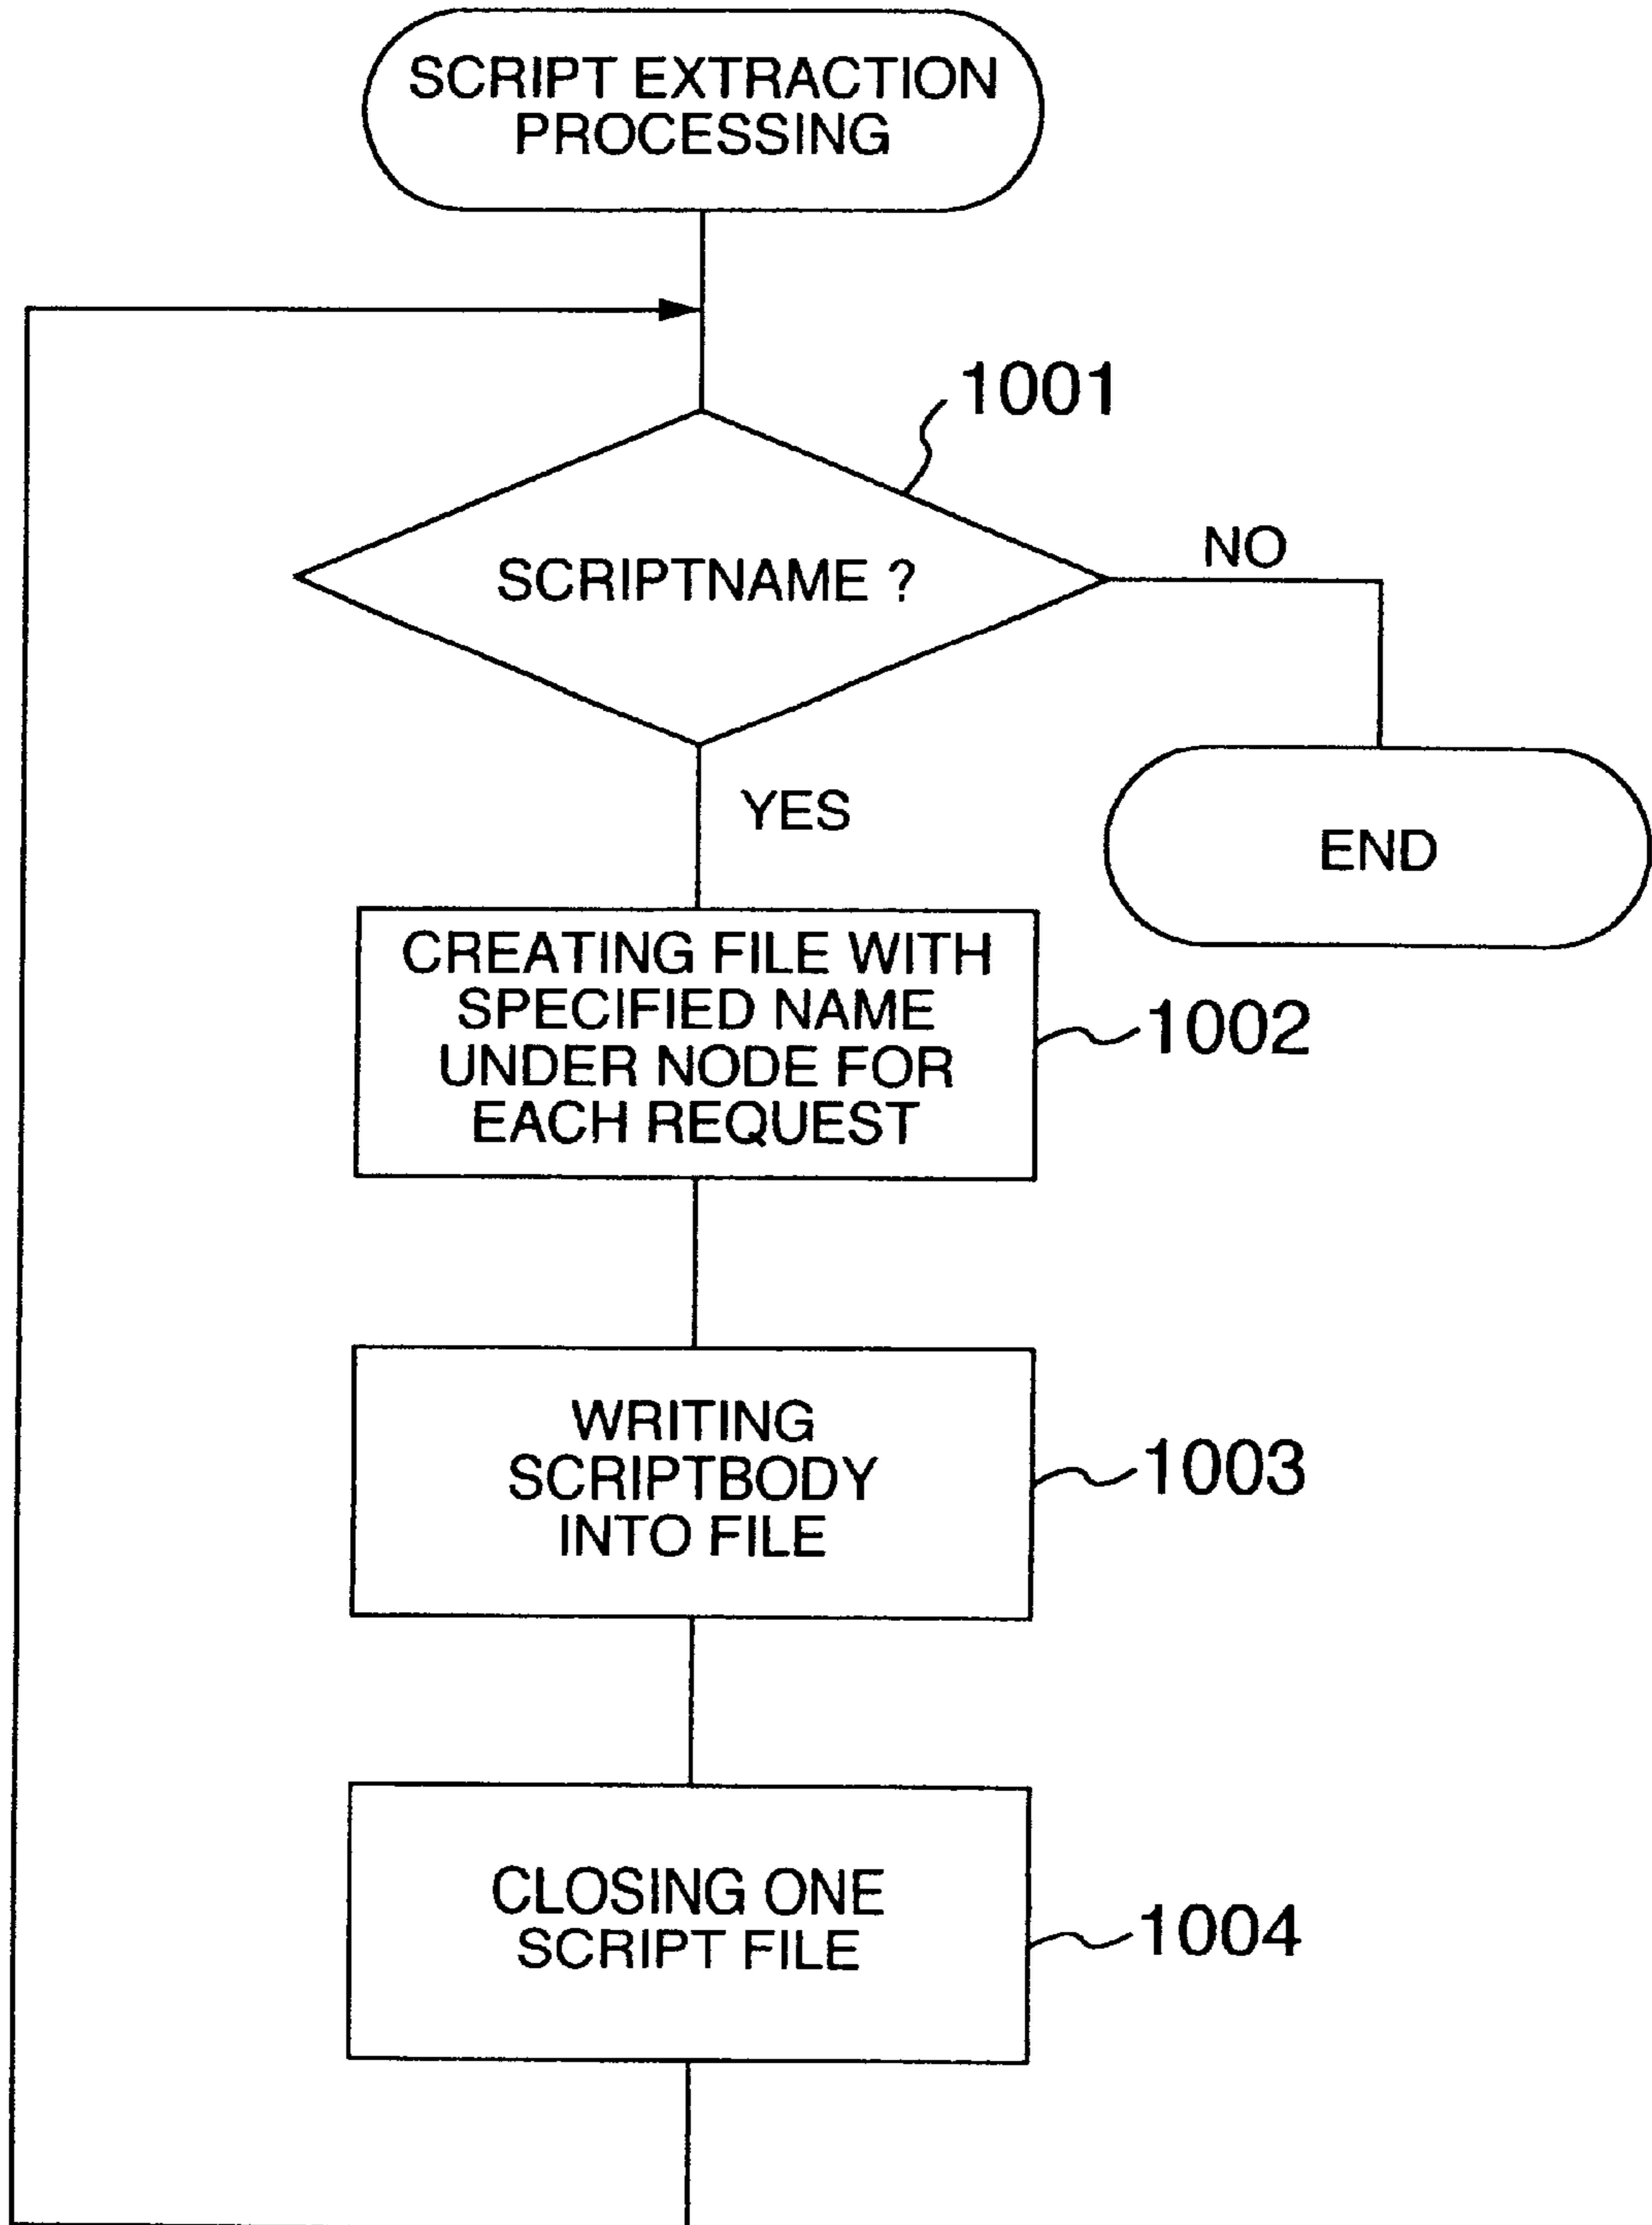 SCRIPT EXTRACTION
PROCESSING
1001
SCRIPTNAME ?
NO
YES
END
CREATING FILE WITH
SPECIFIED NAME
UNDER NODE FOR
EACH REQUEST
1002
WRITING
SCRIPTBODY
INTO FILE
1003
CLOSING ONE
SCRIPT FILE
1004